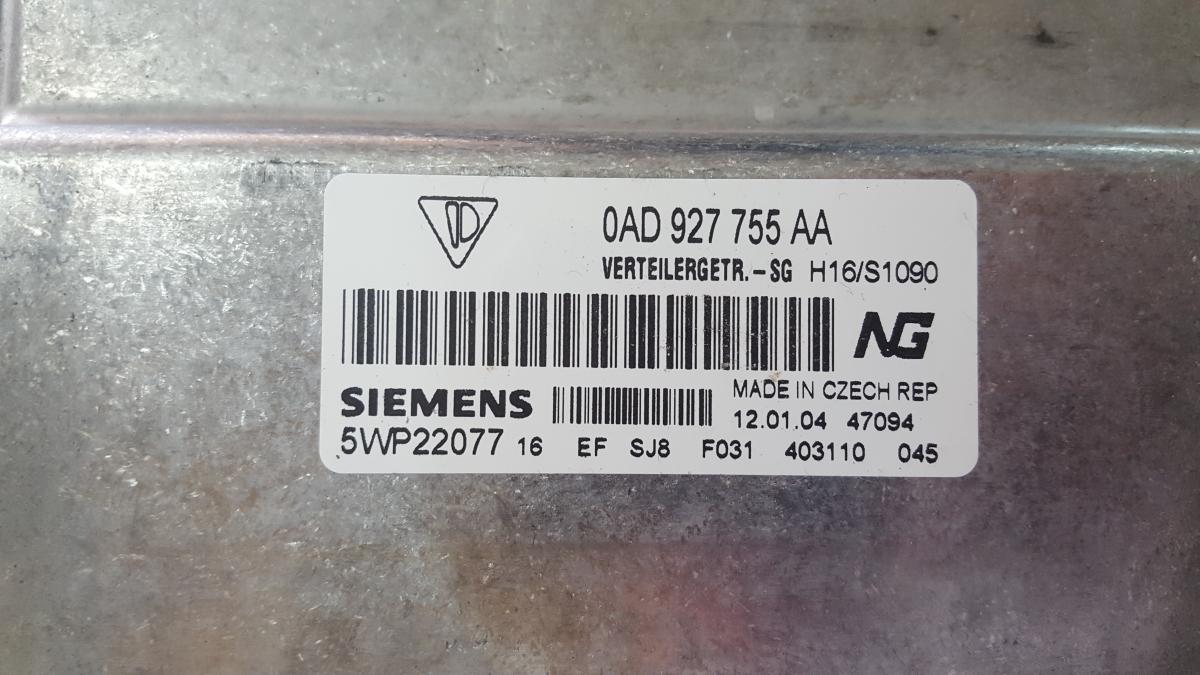 0AD 927 755 AA
VERTEILERGETR.-SG H16/S1090
NG
SIEMENS
MADE IN CZECH REP
12.01.04 47094
5WP22077 16 EF SJ8 F031 403110 045